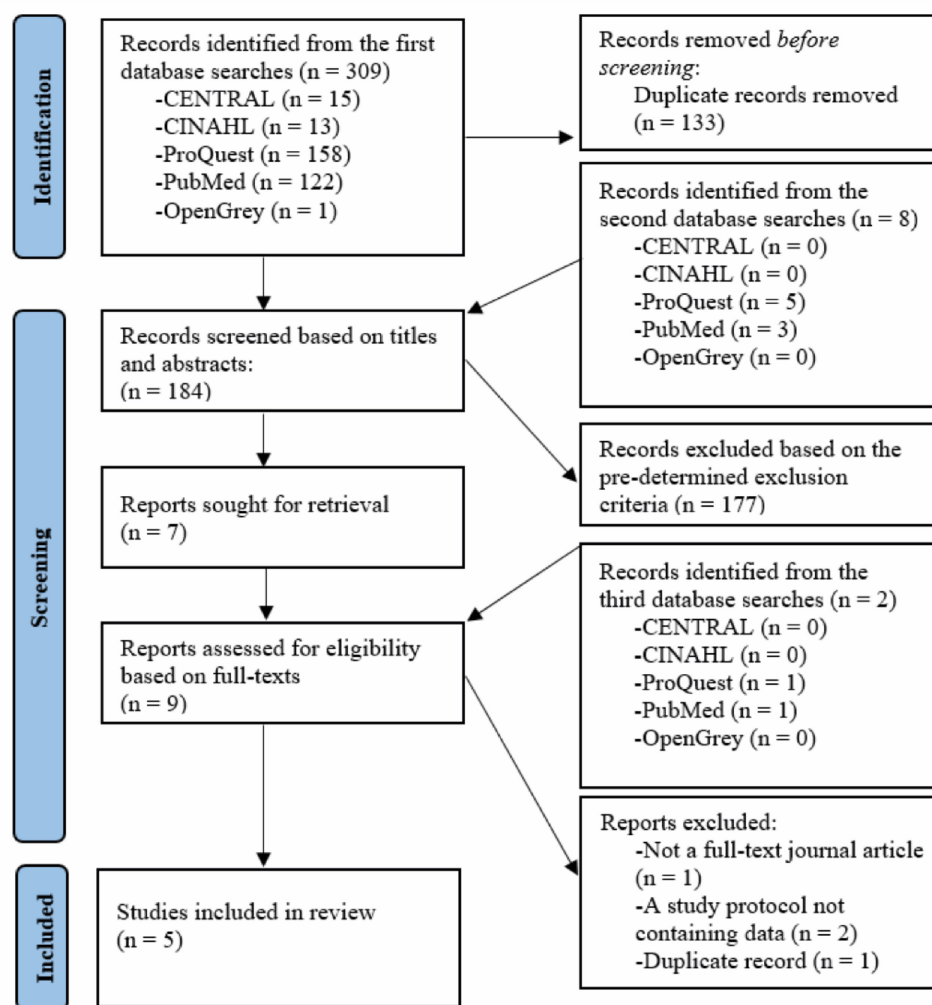 Identification
Records identified from the first
database searches (n = 309)
-CENTRAL (n = 15)
-CINAHL (n = 13)
-ProQuest (n = 158)
-PubMed (n = 122)
-OpenGrey (n = 1)
Records removed before
screening:
Duplicate records removed
(n = 133)
Records identified from the
second database searches (n = 8)
-CENTRAL (n = 0)
-CINAHL (n = 0)
-ProQuest (n = 5)
-PubMed (n = 3)
-OpenGrey (n = 0)
Screening
Records screened based on titles
and abstracts:
(n = 184)
Records excluded based on the
pre-determined exclusion
criteria (n = 177)
Reports sought for retrieval
(n = 7)
Records identified from the
third database searches (n = 2)
-CENTRAL (n = 0)
-CINAHL (n = 0)
-ProQuest (n = 1)
-PubMed (n = 1)
-OpenGrey (n = 0)
Reports assessed for eligibility
based on full-texts
(n = 9)
Reports excluded:
-Not a full-text journal article
(n = 1)
-A study protocol not
containing data (n = 2)
-Duplicate record (n = 1)
Included
Studies included in review
(n = 5)